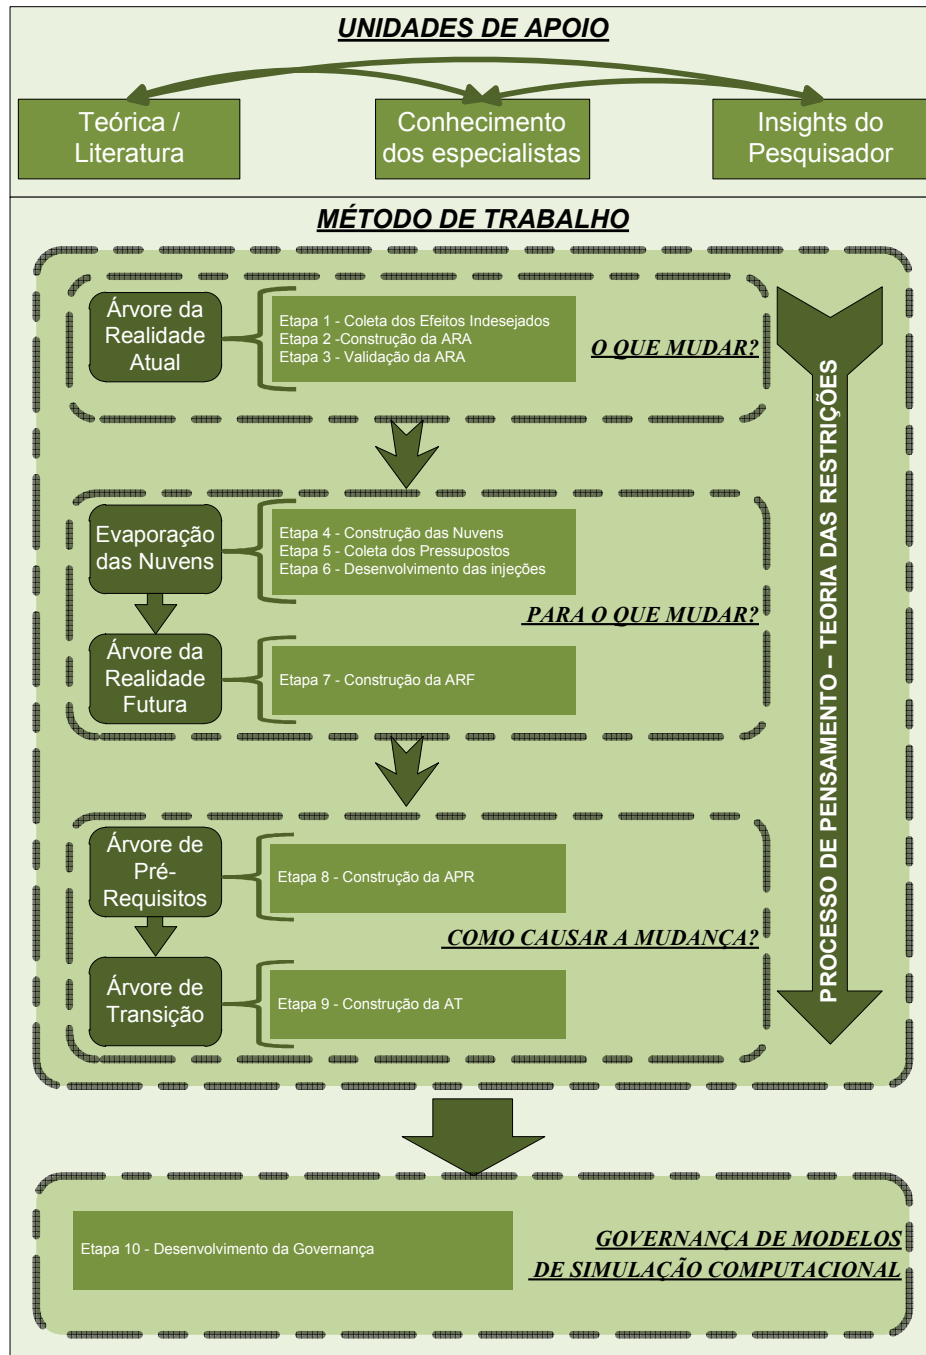 UNIDADES DE APOIO
Teórica /
Literatura
Conhecimento
dos especialistas
Insights do
Pesquisador
MÉTODO DE TRABALHO
Árvore da
Realidade
Atual
Etapa 1 - Coleta dos Efeitos Indesejados
Etapa 2 -Construção da ARA
Etapa 3 - Validação da ARA
O QUE MUDAR?
Evaporação
das Nuvens
Etapa 4 - Construção das Nuvens
Etapa 5 - Coleta dos Pressupostos
Etapa 6 - Desenvolvimento das injeções
PARA O QUE MUDAR?
Árvore da
Realidade
Futura
Etapa 7 - Construção da ARF
Árvore de
Pré-
Requisitos
Etapa 8 - Construção da APR
COMO CAUSAR A MUDANÇA?
Árvore de
Transição
Etapa 9 - Construção da AT
PROCESSO DE PENSAMENTO – TEORIA DAS RESTRIÇÕES
Etapa 10 - Desenvolvimento da Governança
GOVERNANÇA DE MODELOS
DE SIMULAÇÃO COMPUTACIONAL